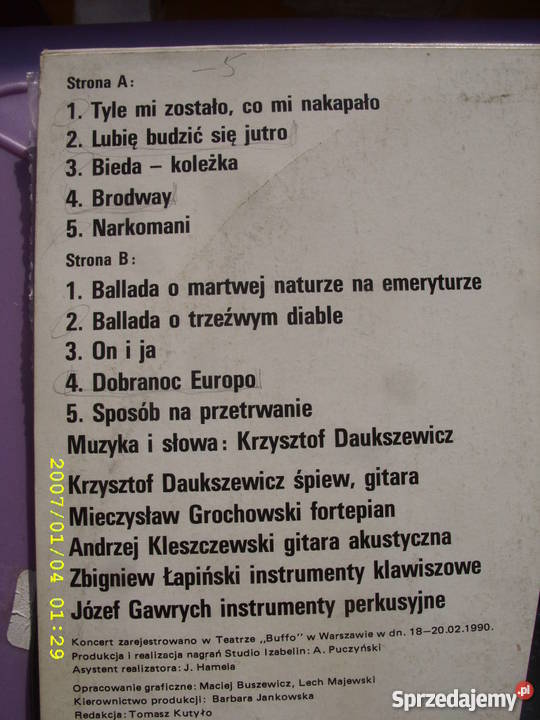 -5
Strona A:
1. Tyle mi zostało, co mi nakapało
2. Lubię budzić się jutro
3. Bieda – koleżka
4. Brodway
5. Narkomani
Strona B:
1. Ballada o martwej naturze na emeryturze
2. Ballada o trzeźwym diable
3. On i ja
4. Dobranoc Europo
5. Sposób na przetrwanie
Muzyka i słowa: Krzysztof Daukszewicz
Krzysztof Daukszewicz śpiew, gitara
Mieczysław Grochowski fortepian
Andrzej Kleszczewski gitara akustyczna
Zbigniew Łapiński instrumenty klawiszowe
Józef Gawrych instrumenty perkusyjne
Koncert zarejestrowano w Teatrze „Buffo" w Warszawie w dn. 18–20.02.1990.
Produkcja i realizacja nagrań Studio Izabelin: A. Puczyński
Asystent realizatora: J. Hamela
Opracowanie graficzne: Maciej Buszewicz, Lech Majewski
Kierownictwo produkcji: Barbara Jankowska
Redakcja: Tomasz Kutyło
2007/01/04 01:29
Sprzedajemy.pl